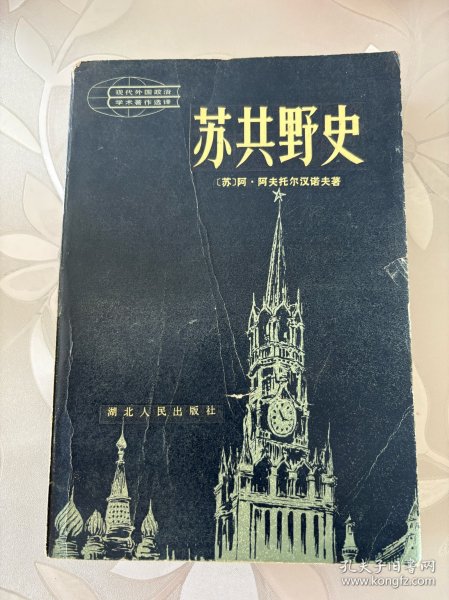 现代外国政治
学术著作选译
苏共野史
〔苏〕阿·阿夫托尔汉诺夫著
湖北人民出版社
孔夫子旧书网
www.kongfz.com